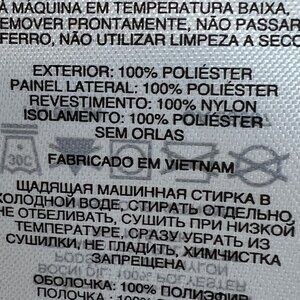 À MÁQUINA EM TEMPERATURA BAIXA.
REMOVER PRONTAMENTE, NÃO PASSAR
FERRO, NÃO UTILIZAR LIMPEZA A SECO
EXTERIOR: 100% POLIÉSTER
PAINEL LATERAL: 100% POLIÉSTER
REVESTIMENTO: 100% NYLON
ISOLAMENTO: 100% POLIÉSTER
SEM ORLAS
30C
FABRICADO EM VIETNAM
ЩАДЯЩАЯ МАШИННАЯ СТИРКА В
ХОЛОДНОЙ ВОДЕ, СТИРАТЬ ОТДЕЛЬНО,
НЕ ОТБЕЛИВАТЬ, СУШИТЬ ПРИ НИЗКОЙ
ТЕМПЕРАТУРЕ, СРАЗУ УБРАТЬ ИЗ
СУШИЛКИ, НЕ ГЛАДИТЬ, ХИМЧИСТКА
ЗАПРЕЩЕНА
ОБОЛОЧКА: 100% ПОЛИЭФИР
ПОЛОЧКА: 100%